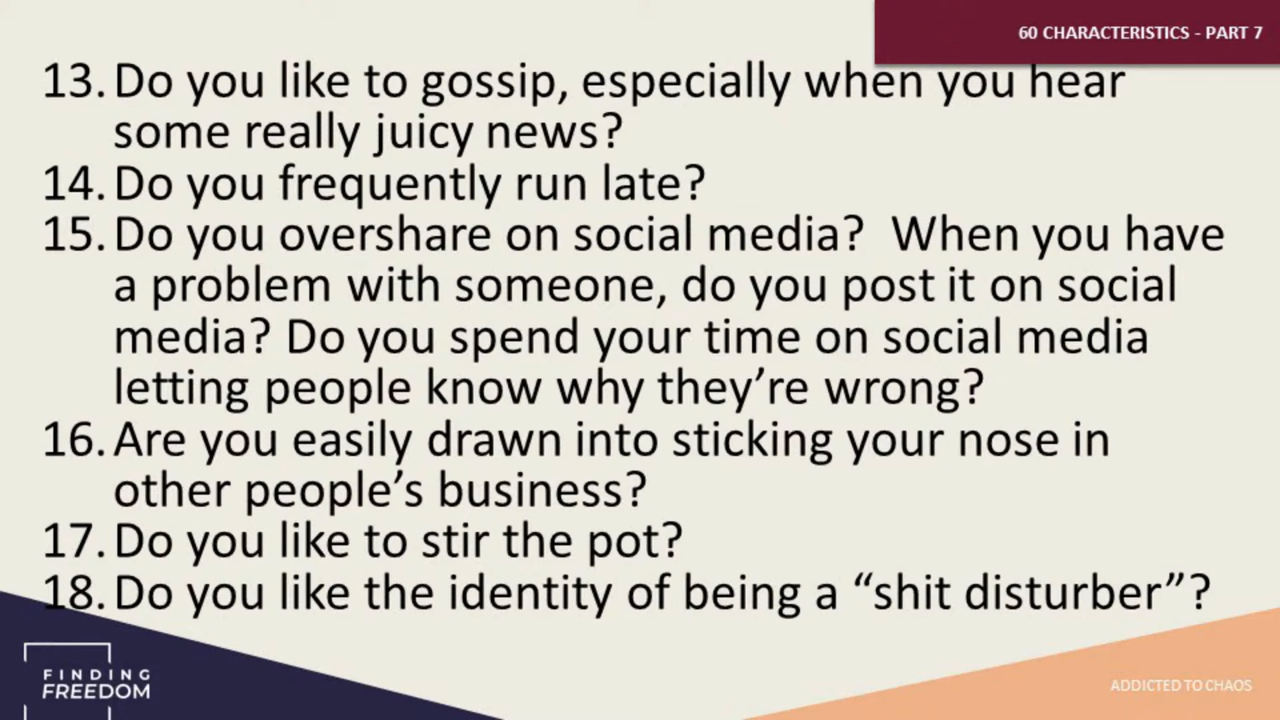 60 CHARACTERISTICS - PART 7
13. Do you like to gossip, especially when you hear
some really juicy news?
14. Do you frequently run late?
15. Do you overshare on social media?  When you have
a problem with someone, do you post it on social
media? Do you spend your time on social media
letting people know why they’re wrong?
16. Are you easily drawn into sticking your nose in
other people’s business?
17. Do you like to stir the pot?
18. Do you like the identity of being a “shit disturber”?
FINDING
FREEDOM
ADDICTED TO CHAOS